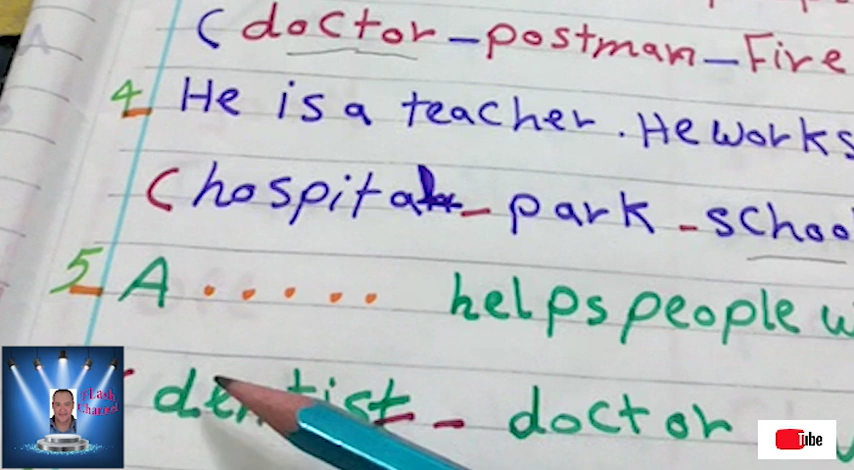 (doctor - postman - Fire
4 He is a teacher. He works
(hospital - park - school
5 A ..... helps people
dentist - doctor
Flash Channel
Tube